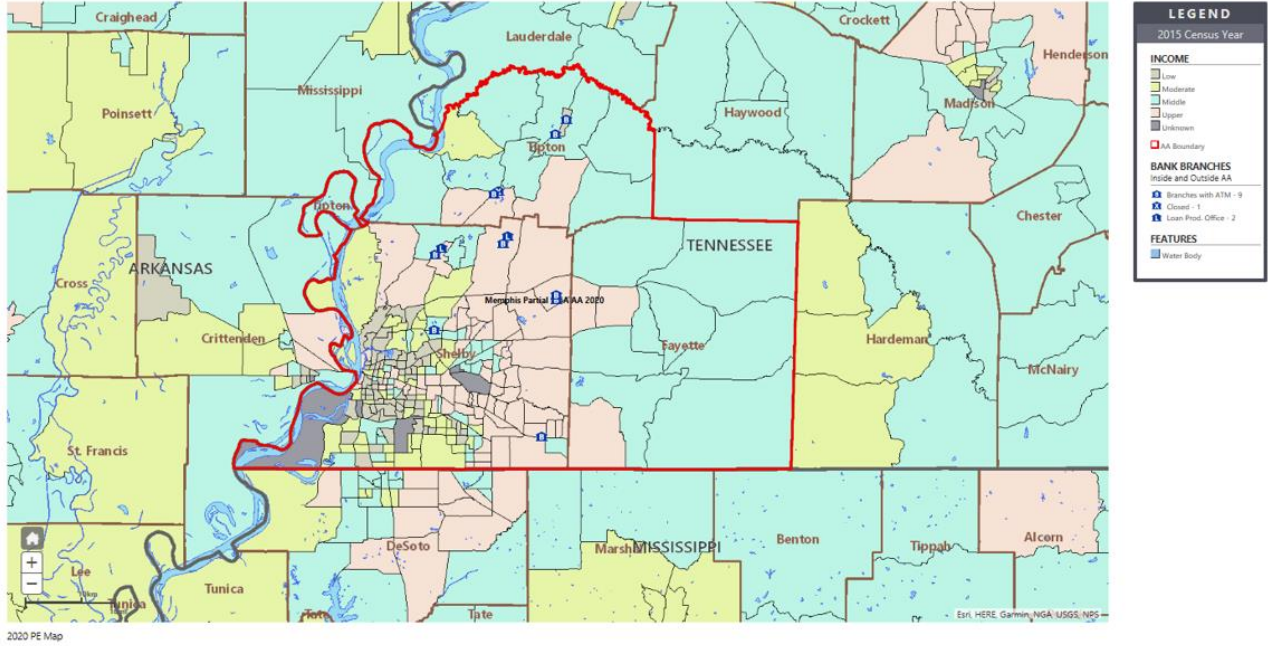 Craighead
Crockett
Lauderdale
Henderson
Mississippi
Poinsett
Madison
Haywood
Tipton
Tipton
Chester
TENNESSEE
ARKANSAS
Cross
Memphis Partial
AA 2020
Crittenden
Shelby
Fayette
Hardeman
McNairy
St. Francis
DeSoto
Marshall
MISSISSIPPI
Benton
Tippah
Alcorn
Lee
Tunica
Tunica
Tate
Tate
+
−
10km
Esri, HERE, Garmin, NGA, USGS, NPS
2020 PE Map
LEGEND
2015 Census Year
INCOME
Low
Moderate
Middle
Upper
Unknown
AA Boundary
BANK BRANCHES
Inside and Outside AA
Branches with ATM - 9
Closed - 1
Loan Prod. Office - 2
FEATURES
Water Body